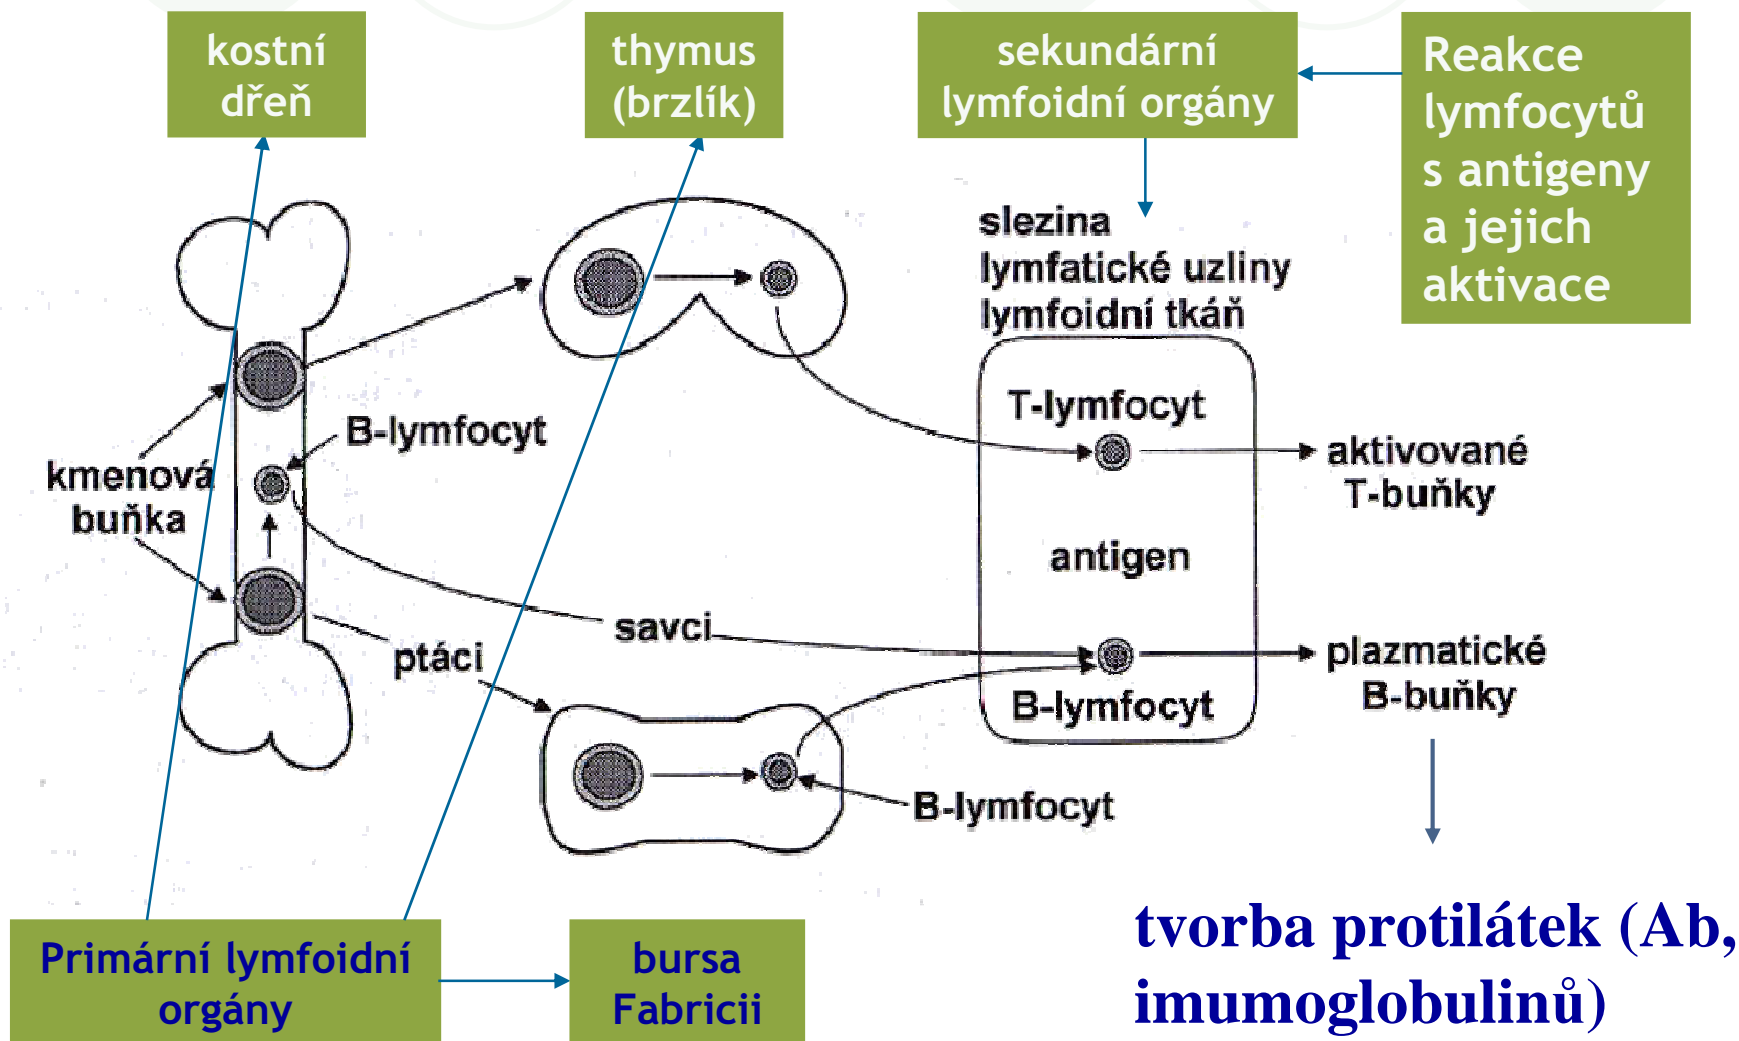 kostní
dřeň
thymus
(brzlík)
sekundární
lymfoidní orgány
Reakce
lymfocytů
s antigeny
a jejich
aktivace
slezina
lymfatické uzliny
lymfoidní tkáň
T-lymfocyt
B-lymfocyt
aktivované
T-buňky
kmenová
buňka
antigen
savci
ptáci
plazmatické
B-buňky
B-lymfocyt
B-lymfocyt
tvorba protilátek (Ab,
imumoglobulinů)
Primární lymfoidní
orgány
bursa
Fabricii